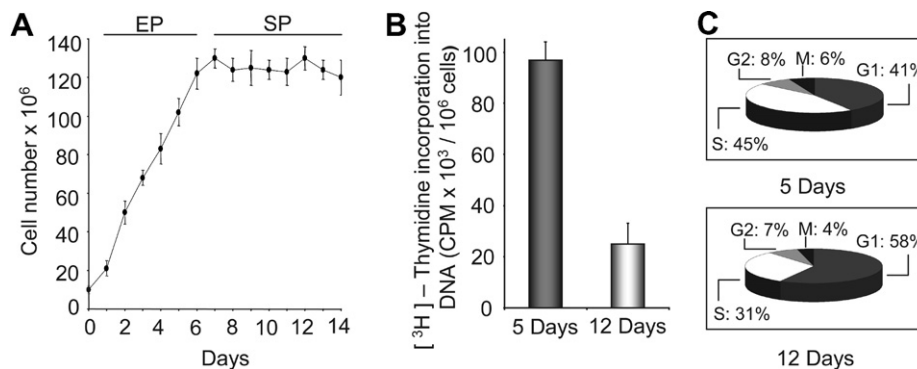 A
EP SP
Cell number x 10⁶
140
120
100
80
60
40
20
0
0 2 4 6 8 10 12 14
Days
B
[ ³H ] – Thymidine incorporation into
DNA (CPM x 10³ / 10⁶ cells)
100
80
60
40
20
0
5 Days 12 Days
C
G2: 8% M: 6% G1: 41%
S: 45%
5 Days
G2: 7% M: 4% G1: 58%
S: 31%
12 Days